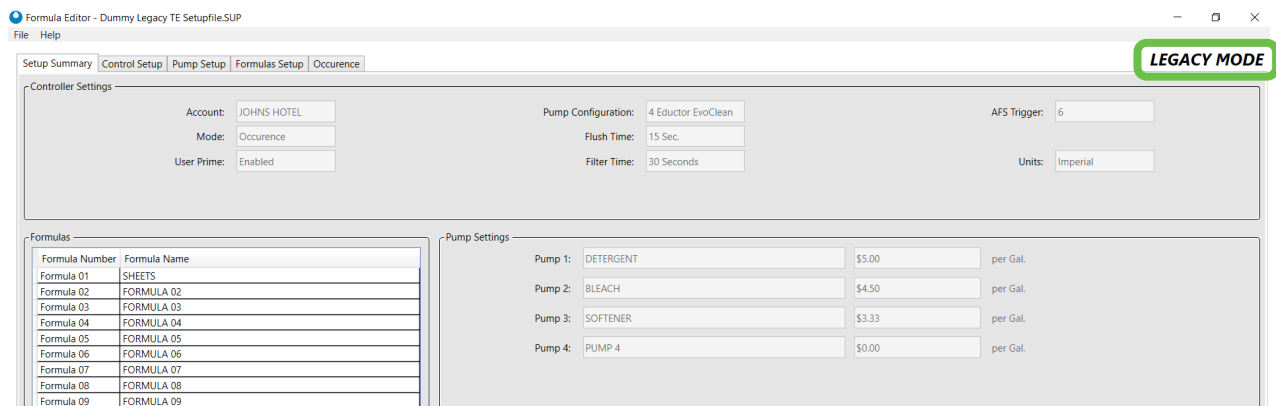 Formula Editor - Dummy Legacy TE Setupfile.SUP
File Help
Setup Summary Control Setup Pump Setup Formulas Setup Occurence
LEGACY MODE
Controller Settings
Account: JOHNS HOTEL Pump Configuration: 4 Eductor EvoClean AFS Trigger: 6
Mode: Occurence Flush Time: 15 Sec.
User Prime: Enabled Filter Time: 30 Seconds Units: Imperial
Formulas
Formula Number Formula Name
Formula 01 SHEETS
Formula 02 FORMULA 02
Formula 03 FORMULA 03
Formula 04 FORMULA 04
Formula 05 FORMULA 05
Formula 06 FORMULA 06
Formula 07 FORMULA 07
Formula 08 FORMULA 08
Formula 09 FORMULA 09
Pump Settings
Pump 1: DETERGENT $5.00 per Gal.
Pump 2: BLEACH $4.50 per Gal.
Pump 3: SOFTENER $3.33 per Gal.
Pump 4: PUMP 4 $0.00 per Gal.